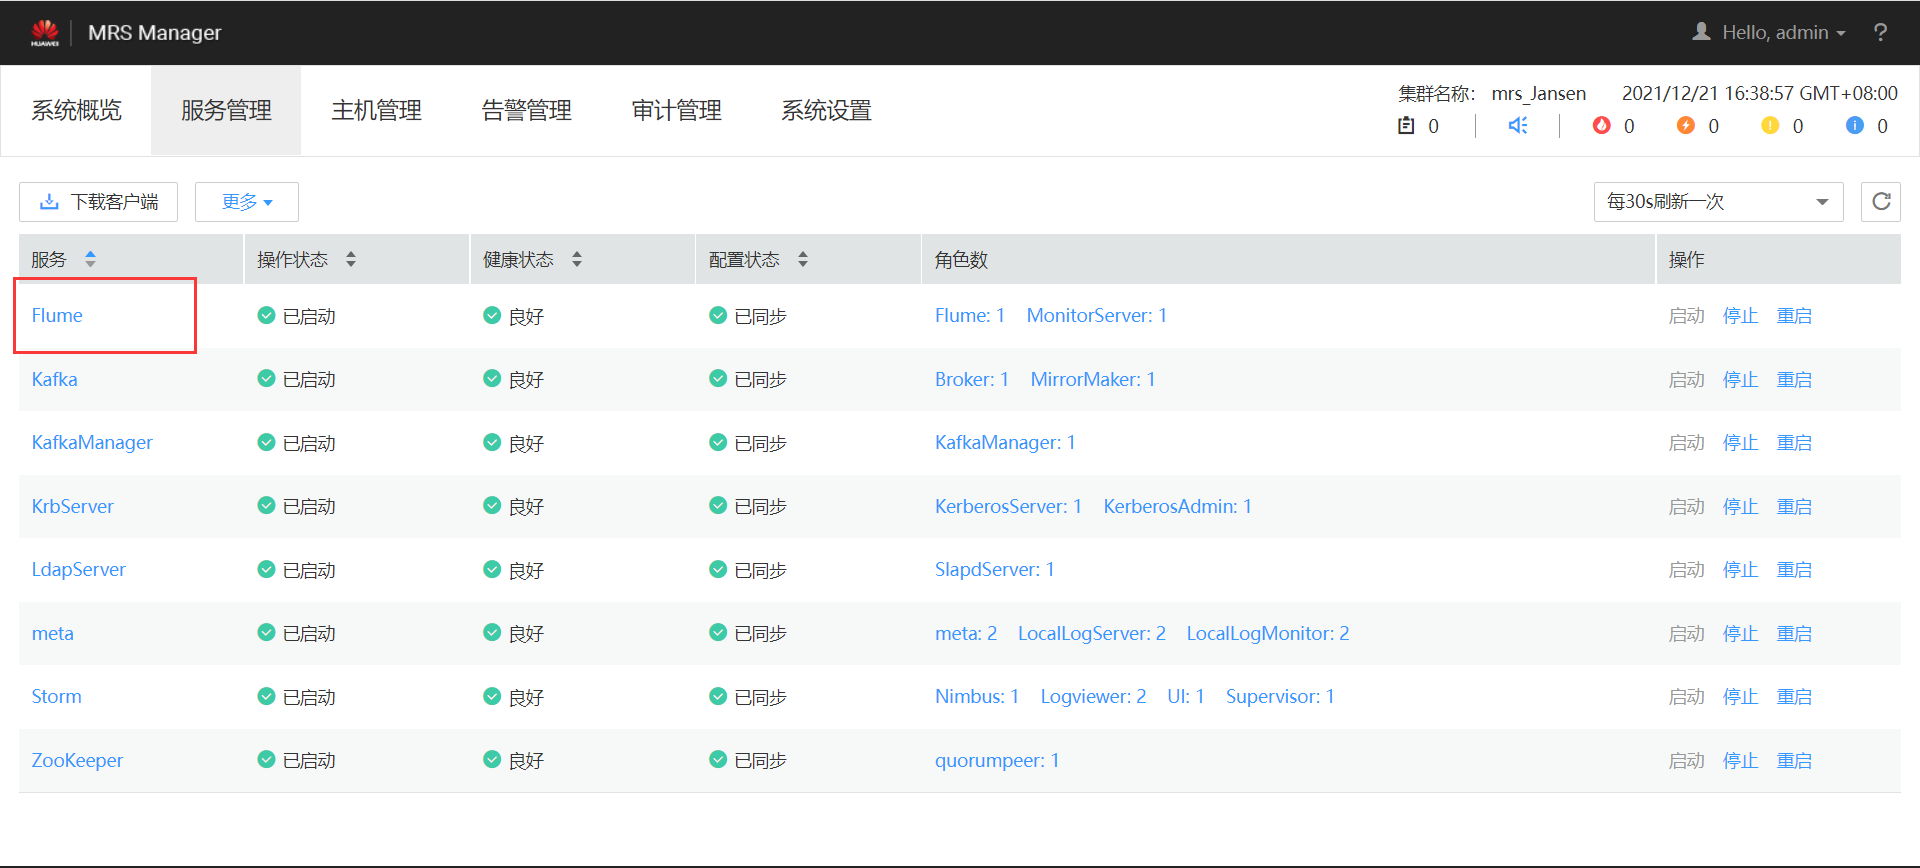 HUAWEI MRS Manager Hello, admin ?
系统概览 服务管理 主机管理 告警管理 审计管理 系统设置
集群名称: mrs_Jansen 2021/12/21 16:38:57 GMT+08:00
0 0 0 0 0
下载客户端 更多 每30s刷新一次
服务 操作状态 健康状态 配置状态 角色数 操作
Flume 已启动 良好 已同步 Flume: 1 MonitorServer: 1 启动 停止 重启
Kafka 已启动 良好 已同步 Broker: 1 MirrorMaker: 1 启动 停止 重启
KafkaManager 已启动 良好 已同步 KafkaManager: 1 启动 停止 重启
KrbServer 已启动 良好 已同步 KerberosServer: 1 KerberosAdmin: 1 启动 停止 重启
LdapServer 已启动 良好 已同步 SlapdServer: 1 启动 停止 重启
meta 已启动 良好 已同步 meta: 2 LocalLogServer: 2 LocalLogMonitor: 2 启动 停止 重启
Storm 已启动 良好 已同步 Nimbus: 1 Logviewer: 2 UI: 1 Supervisor: 1 启动 停止 重启
ZooKeeper 已启动 良好 已同步 quorumpeer: 1 启动 停止 重启